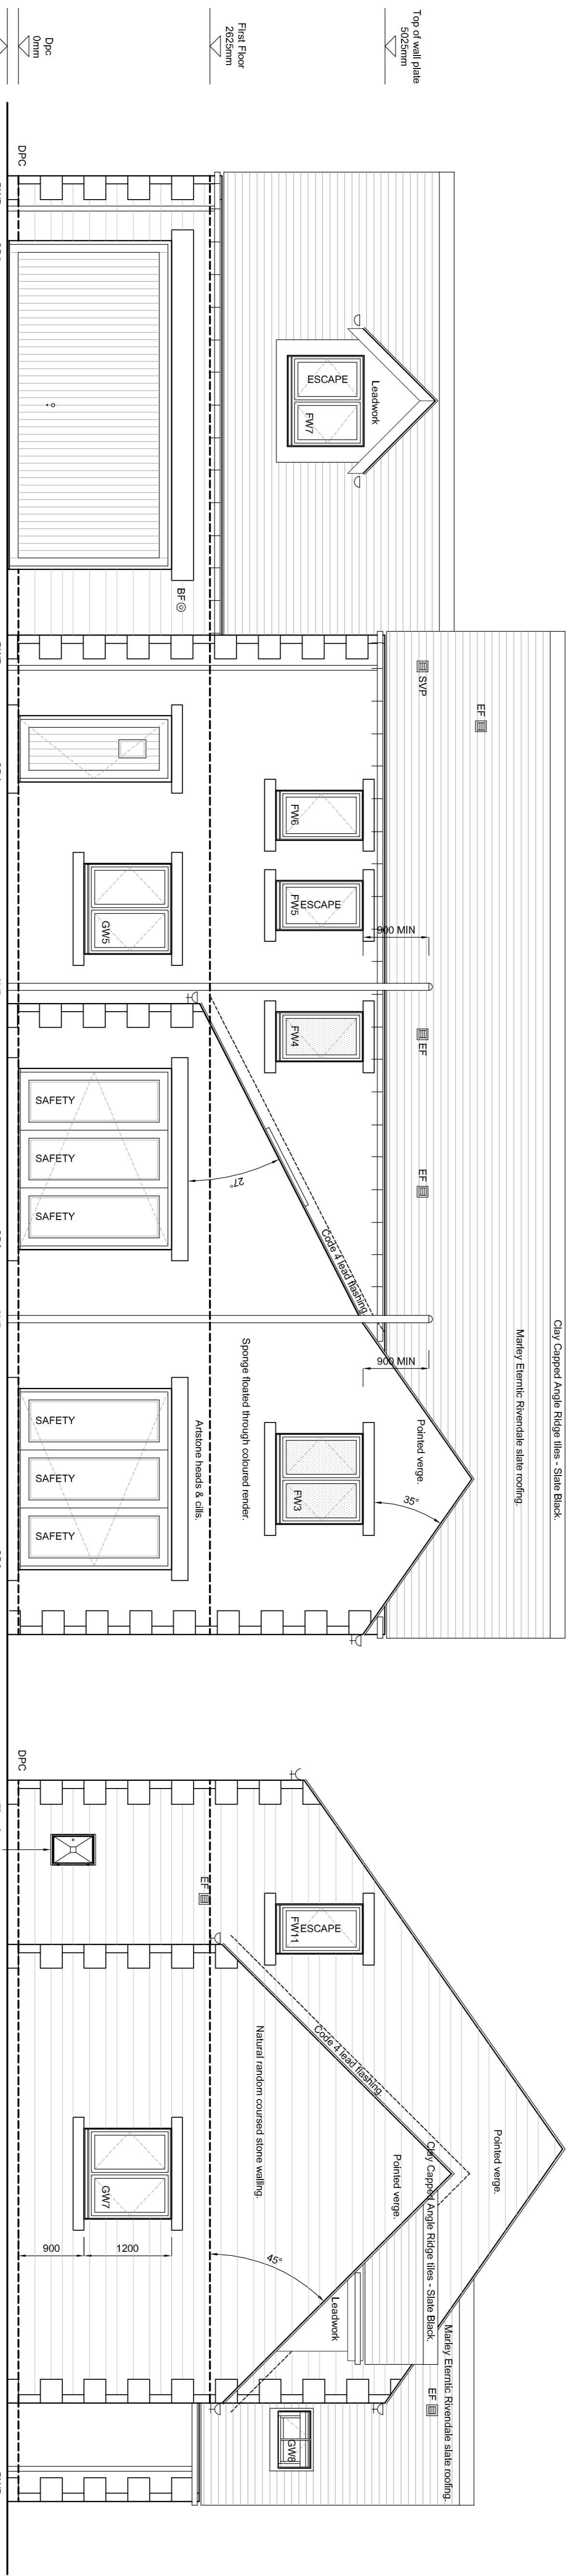 Top of wall plate
5025mm
First Floor
2625mm
Dpc
0mm
DPC
ESCAPE
FW7
Leadwork
BF
SVP
EF
FW6
FW5
ESCAPE
900 MIN
GW5
FW4
EF
EF
SAFETY
SAFETY
SAFETY
27°
Code 4 lead flashing.
900 MIN
Clay Capped Angle Ridge tiles - Slate Black.
Marley Eterntic Rivendale slate roofing.
Pointed verge.
35°
FW3
Sponge floated through coloured render.
Artstone heads & cills.
SAFETY
SAFETY
SAFETY
DPC
EF
FW11
ESCAPE
Code 4 lead flashing.
Natural random coursed stone walling.
Pointed verge.
Pointed verge.
Clay Capped Angle Ridge tiles - Slate Black.
Marley Eterntic Rivendale slate roofing.
GW7
900
1200
45°
Leadwork
EF
GW8